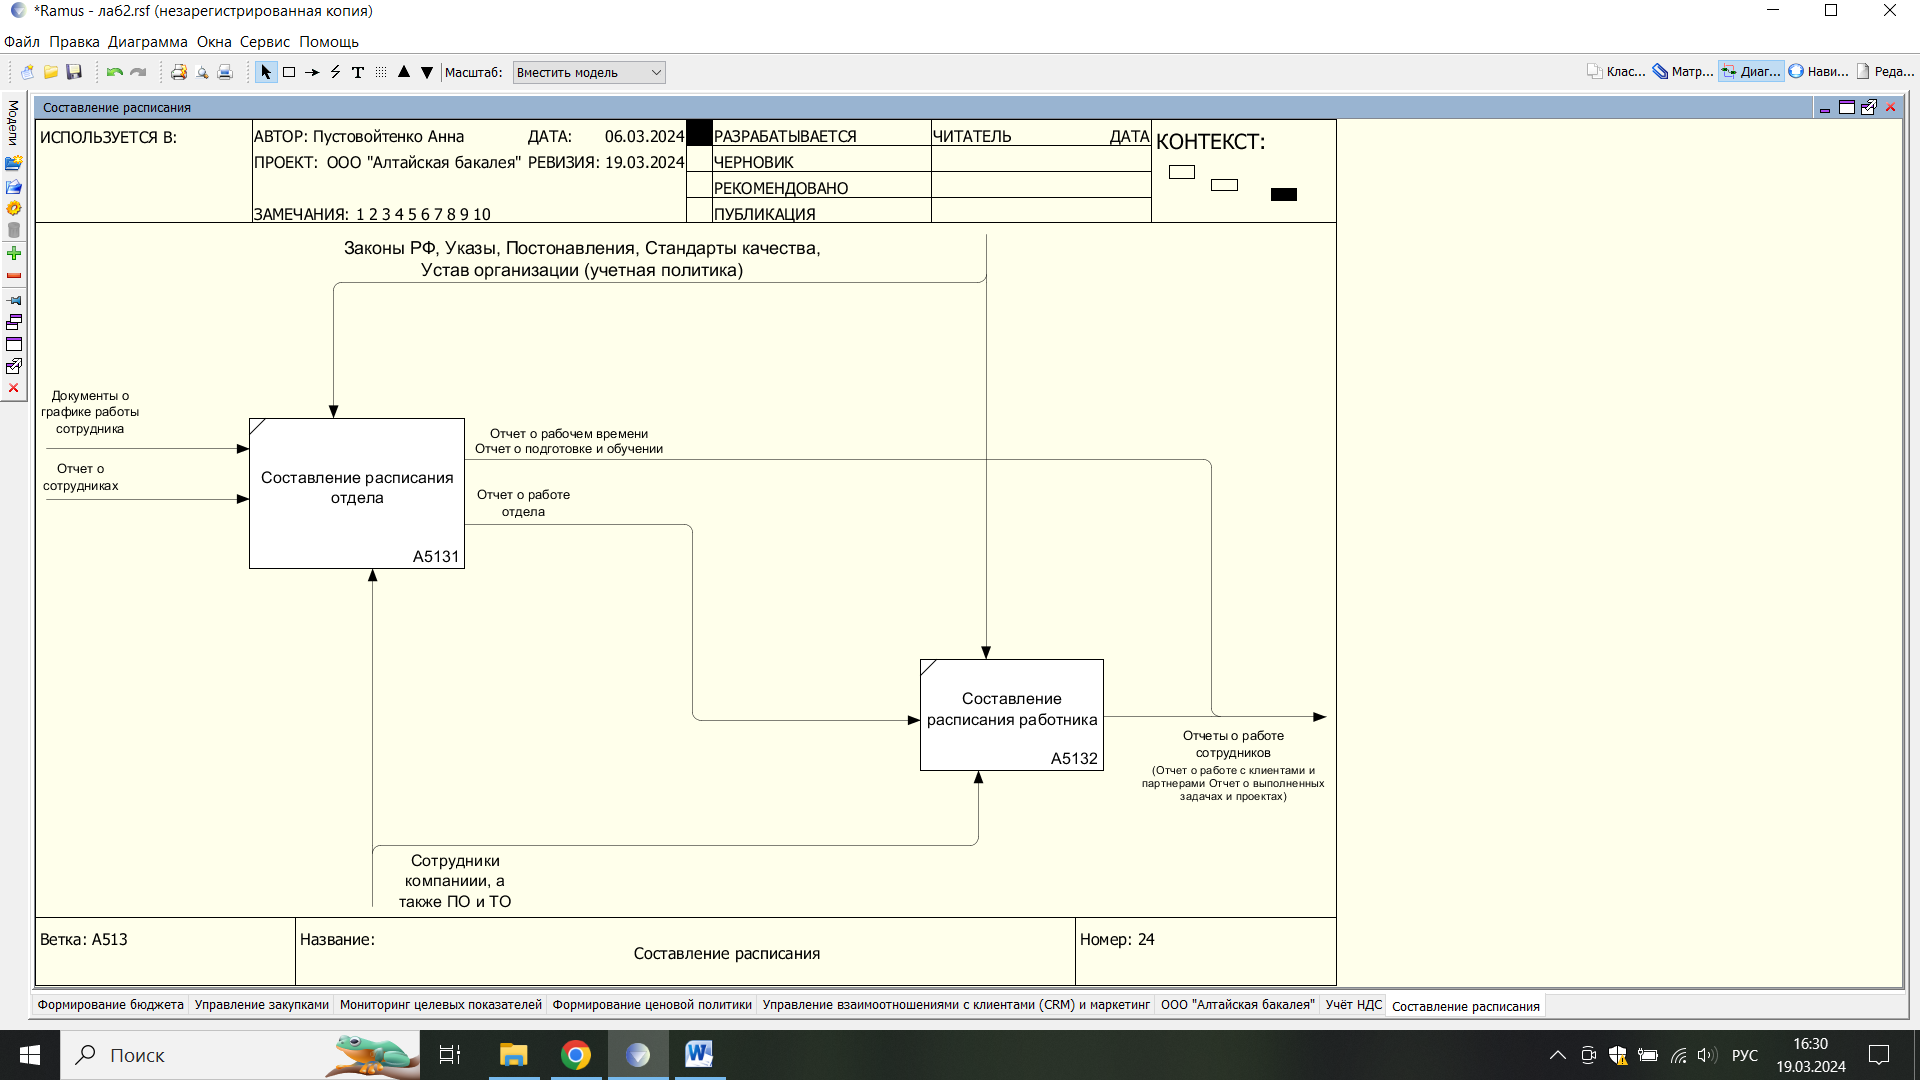 *Ramus - лаб2.rsf (незарегистрированная копия)
Файл Правка Диаграмма Окна Сервис Помощь
Масштаб: Вместить модель
Клас... Матр... Диаг... Нави... Реда...
Модели
Составление расписания
ИСПОЛЬЗУЕТСЯ В:
АВТОР: Пустовойтенко Анна ДАТА: 06.03.2024
ПРОЕКТ: ООО "Алтайская бакалея" РЕВИЗИЯ: 19.03.2024
ЗАМЕЧАНИЯ: 1 2 3 4 5 6 7 8 9 10
РАЗРАБАТЫВАЕТСЯ
ЧЕРНОВИК
РЕКОМЕНДОВАНО
ПУБЛИКАЦИЯ
ЧИТАТЕЛЬ ДАТА
КОНТЕКСТ:
Законы РФ, Указы, Постонавления, Стандарты качества,
Устав организации (учетная политика)
Документы о
графике работы
сотрудника
Отчет о
сотрудниках
Составление расписания
отдела
A5131
Отчет о рабочем времени
Отчет о подготовке и обучении
Отчет о работе
отдела
Составление
расписания работника
A5132
Отчеты о работе
сотрудников
(Отчет о работе с клиентами и
партнерами Отчет о выполненных
задачах и проектах)
Сотрудники
компаниии, а
также ПО и ТО
Ветка: A513
Название:
Составление расписания
Номер: 24
Формирование бюджета Управление закупками Мониторинг целевых показателей Формирование ценовой политики Управление взаимоотношениями с клиентами (CRM) и маркетинг ООО "Алтайская бакалея" Учёт НДС Составление расписания
Поиск
РУС
16:30
19.03.2024